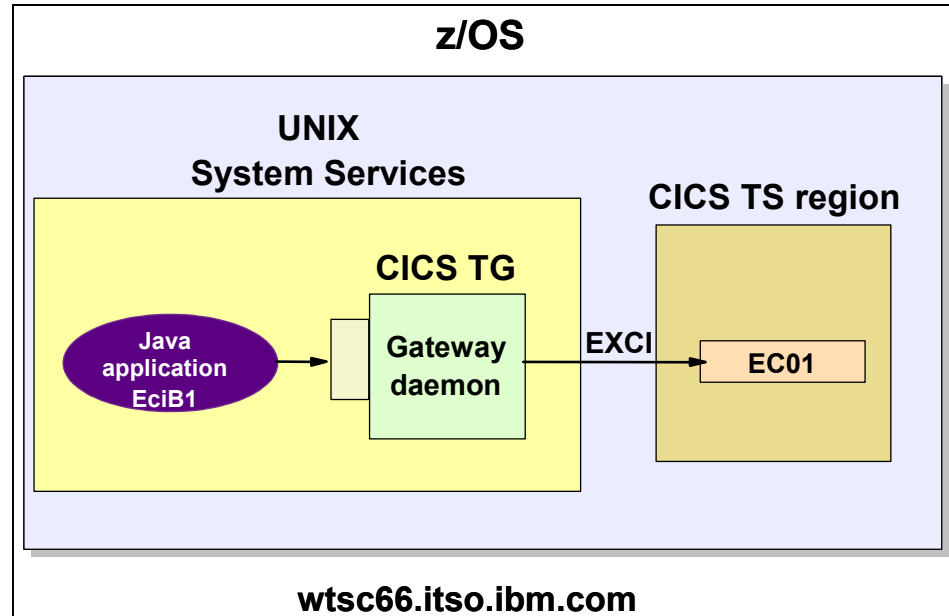 z/OS
UNIX
System Services
CICS TS region
CICS TG
Java
application
EciB1
Gateway
daemon
EXCI
EC01
wtsc66.itso.ibm.com